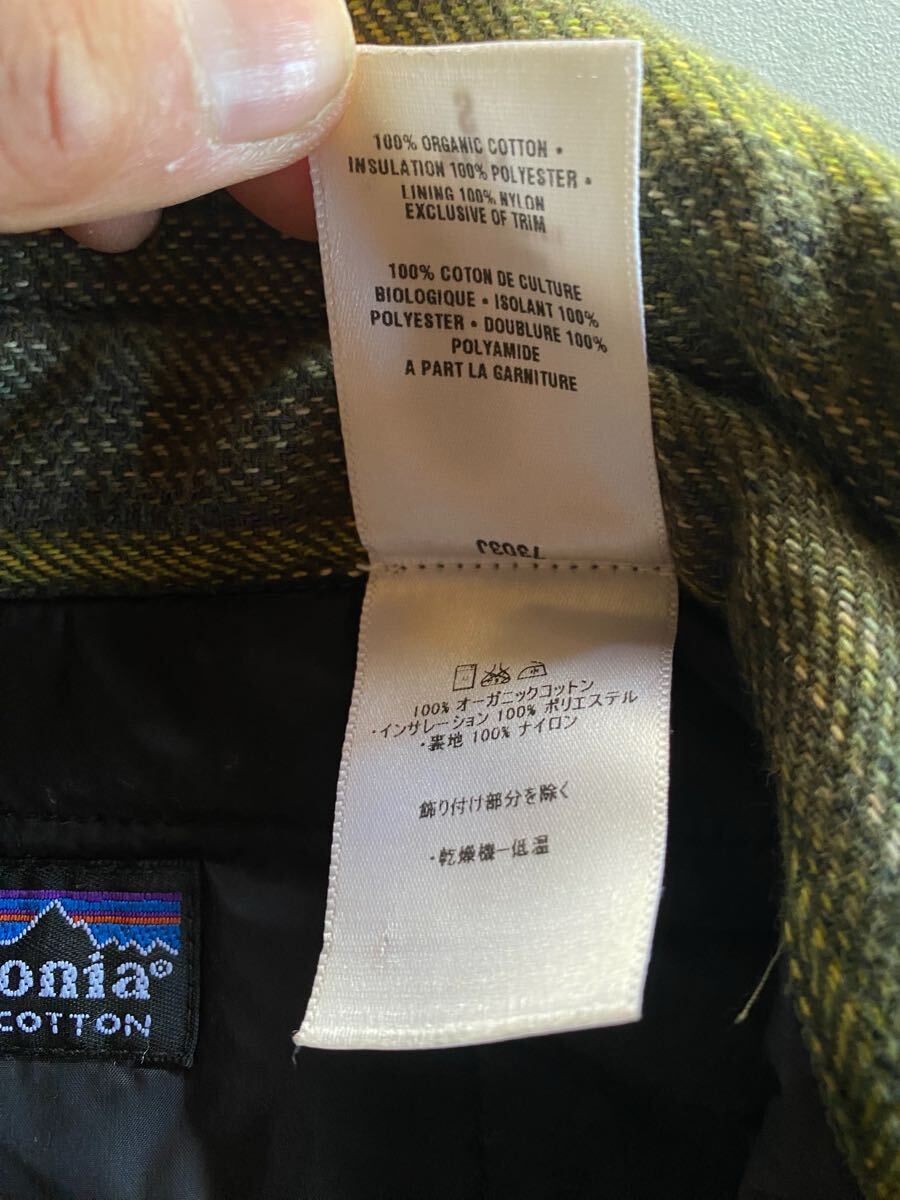 100% ORGANIC COTTON •
INSULATION 100% POLYESTER •
LINING 100% NYLON
EXCLUSIVE OF TRIM
100% COTON DE CULTURE
BIOLOGIQUE • ISOLANT 100%
POLYESTER • DOUBLURE 100%
POLYAMIDE
A PART LA GARNITURE
100% オーガニックコットン
・インサレーション 100% ポリエステル
・裏地 100% ナイロン
飾り付け部分を除く
・乾燥機ー低温
onia®
COTTON